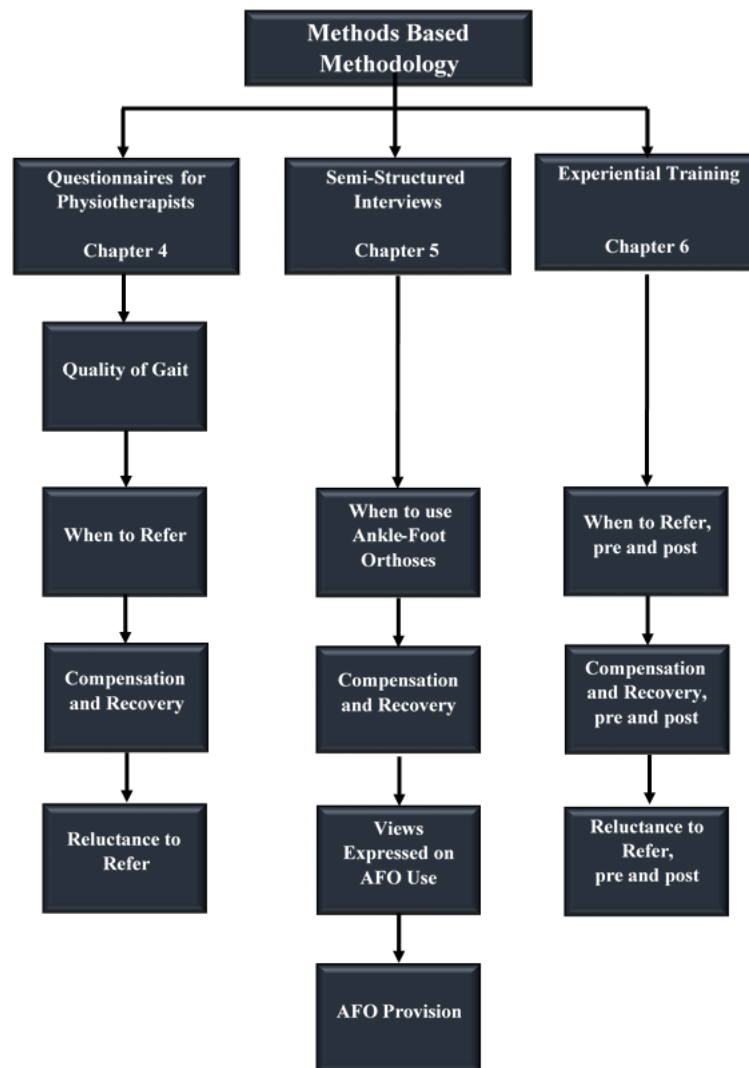 Methods Based
Methodology
Questionnaires for
Physiotherapists
Chapter 4
Semi-Structured
Interviews
Chapter 5
Experiential Training
Chapter 6
Quality of Gait
When to Refer
When to use
Ankle-Foot
Orthoses
When to Refer,
pre and post
Compensation
and Recovery
Compensation
and Recovery
Compensation
and Recovery,
pre and post
Reluctance to
Refer
Views
Expressed on
AFO Use
Reluctance to
Refer,
pre and post
AFO Provision